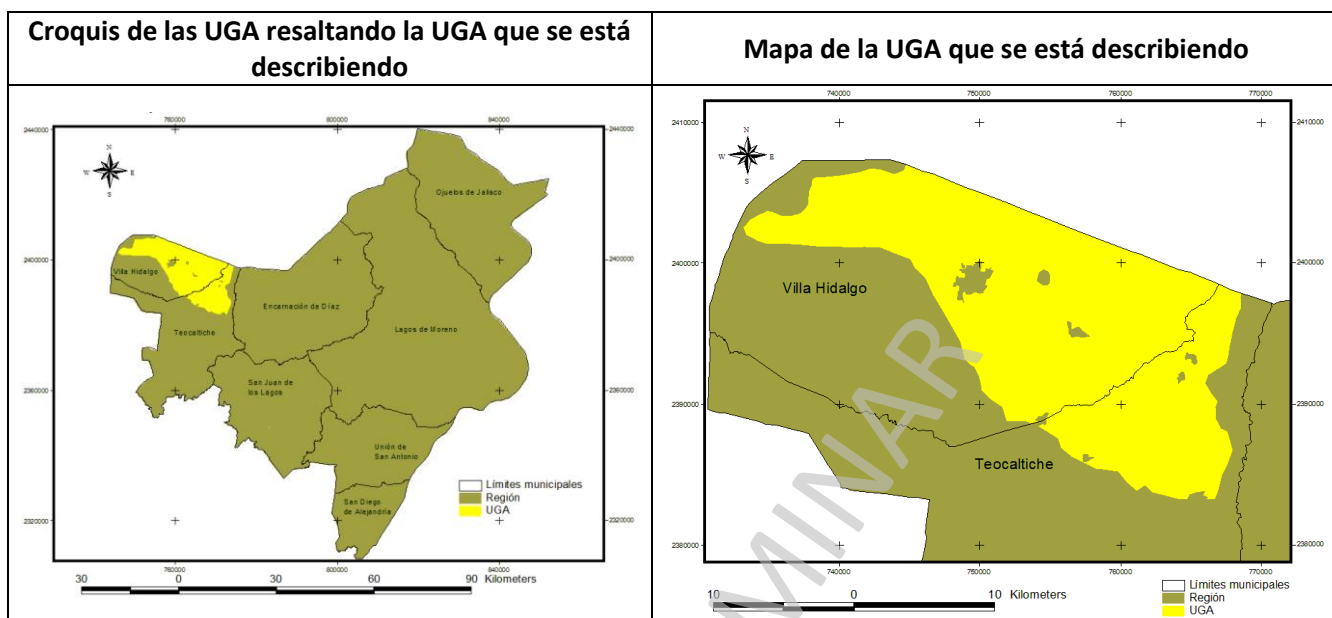 Croquis de las UGA resaltando la UGA que se está
describiendo
Mapa de la UGA que se está describiendo
2440000
760000
800000
840000
2440000
N
W
E
S
Ojuelos de Jalisco
2400000
2400000
Villa Hidalgo
Encarnación de Díaz
Teocaltiche
Lagos de Moreno
2360000
San Juan de
los Lagos
2360000
Unión de
San Antonio
San Diego
de Alejandría
Límites municipales
Región
UGA
2320000
2320000
760000
800000
840000
30 0 30 60 90 Kilometers
740000
750000
760000
770000
2410000
2410000
N
W
E
S
2400000
2400000
Villa Hidalgo
2390000
2390000
Teocaltiche
2380000
2380000
740000
750000
760000
770000
10 0 10 Kilometers
Límites municipales
Región
UGA
MINAR